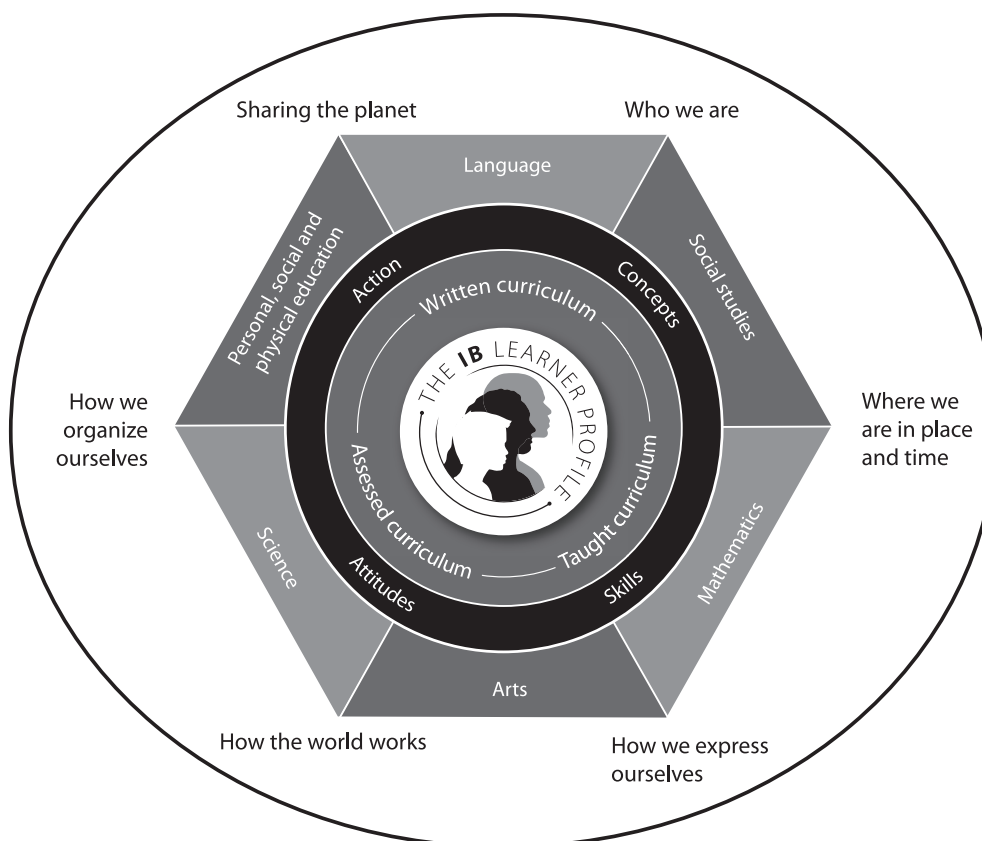 Sharing the planet
Who we are
Language
Personal, social and
physical education
Social studies
Action
Concepts
Written curriculum
THE IB LEARNER PROFILE
How we
organize
ourselves
Where we
are in place
and time
Assessed curriculum
Taught curriculum
Science
Mathematics
Attitudes
Skills
Arts
How the world works
How we express
ourselves